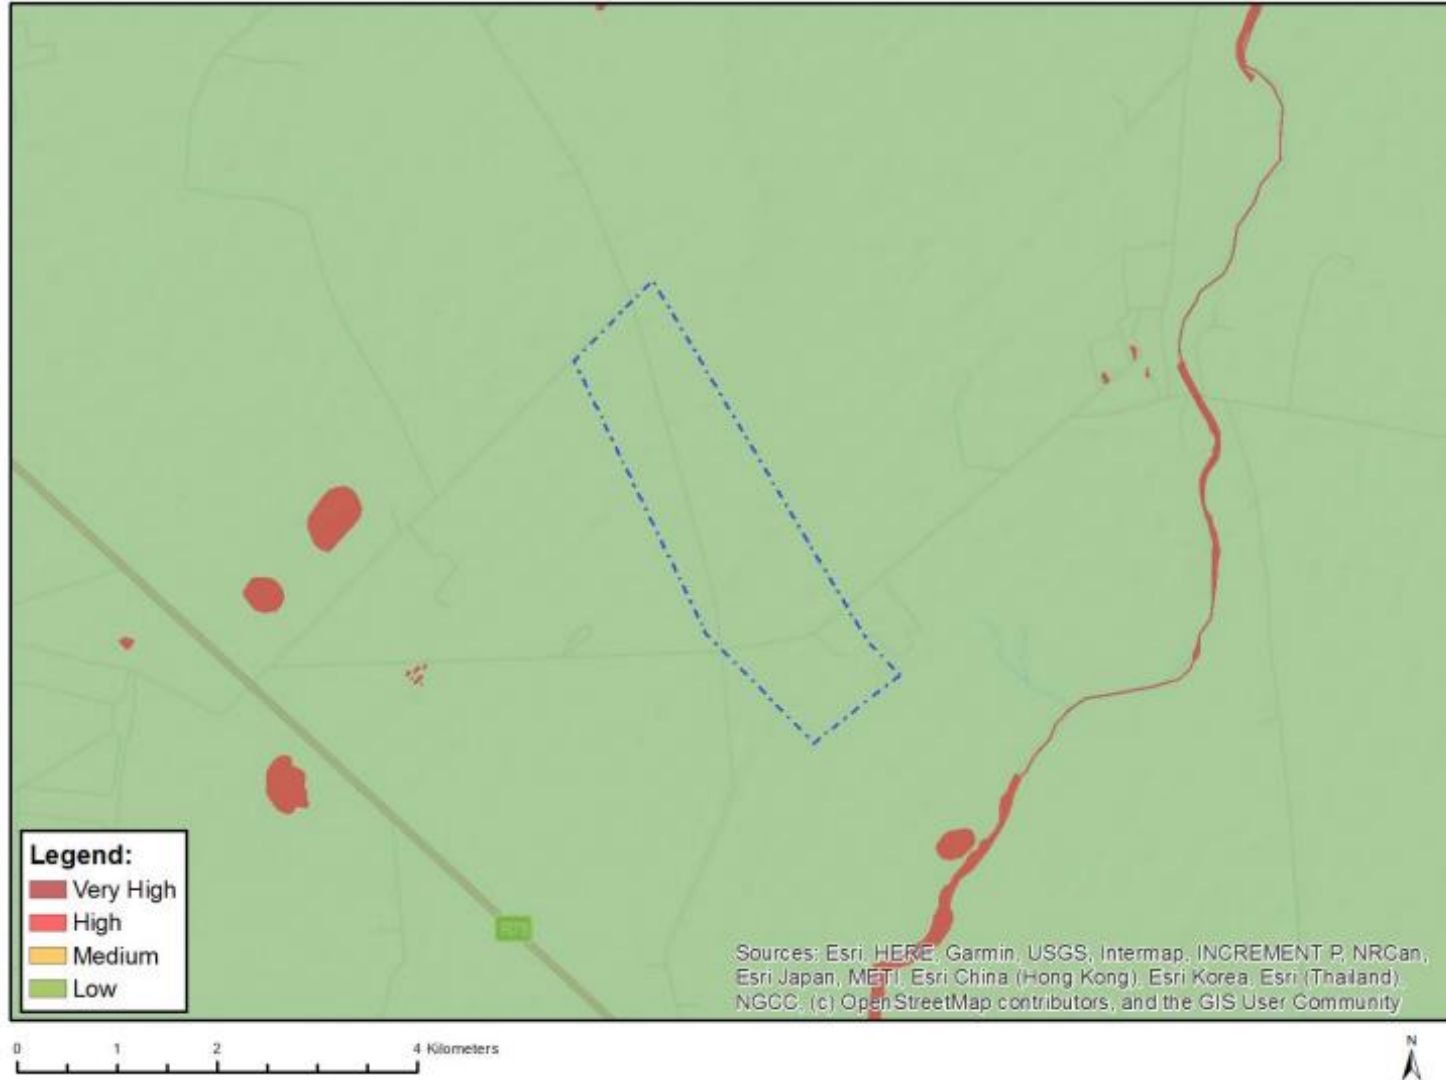 Legend:
Very High
High
Medium
Low
Sources: Esri, HERE, Garmin, USGS, Intermap, INCREMENT P, NRCan,
Esri Japan, METI, Esri China (Hong Kong), Esri Korea, Esri (Thailand),
NGCC, (c) OpenStreetMap contributors, and the GIS User Community
0 1 2 4 Kilometers
N